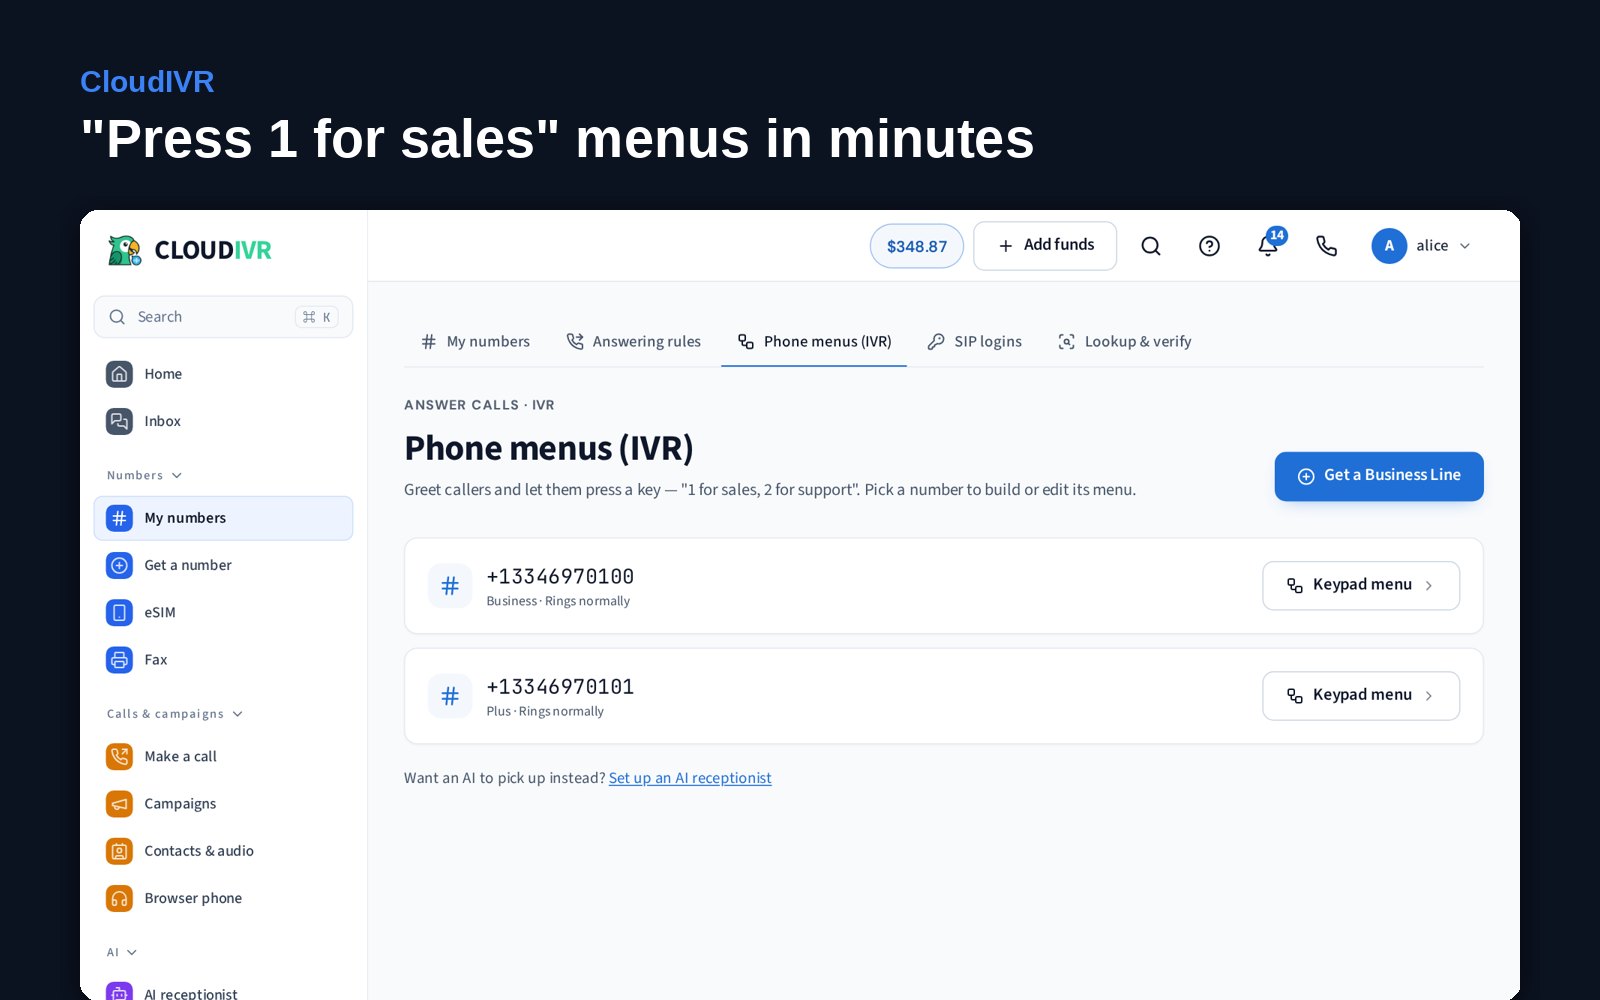 CloudIVR
"Press 1 for sales" menus in minutes
CLOUDIVR
$348.87
Add funds
14
A
alice
Search
⌘ K
Home
Inbox
Numbers
My numbers
Get a number
eSIM
Fax
Calls & campaigns
Make a call
Campaigns
Contacts & audio
Browser phone
AI
AI receptionist
My numbers
Answering rules
Phone menus (IVR)
SIP logins
Lookup & verify
ANSWER CALLS · IVR
Phone menus (IVR)
Greet callers and let them press a key — "1 for sales, 2 for support". Pick a number to build or edit its menu.
Get a Business Line
+13346970100
Business · Rings normally
Keypad menu
+13346970101
Plus · Rings normally
Keypad menu
Want an AI to pick up instead? Set up an AI receptionist